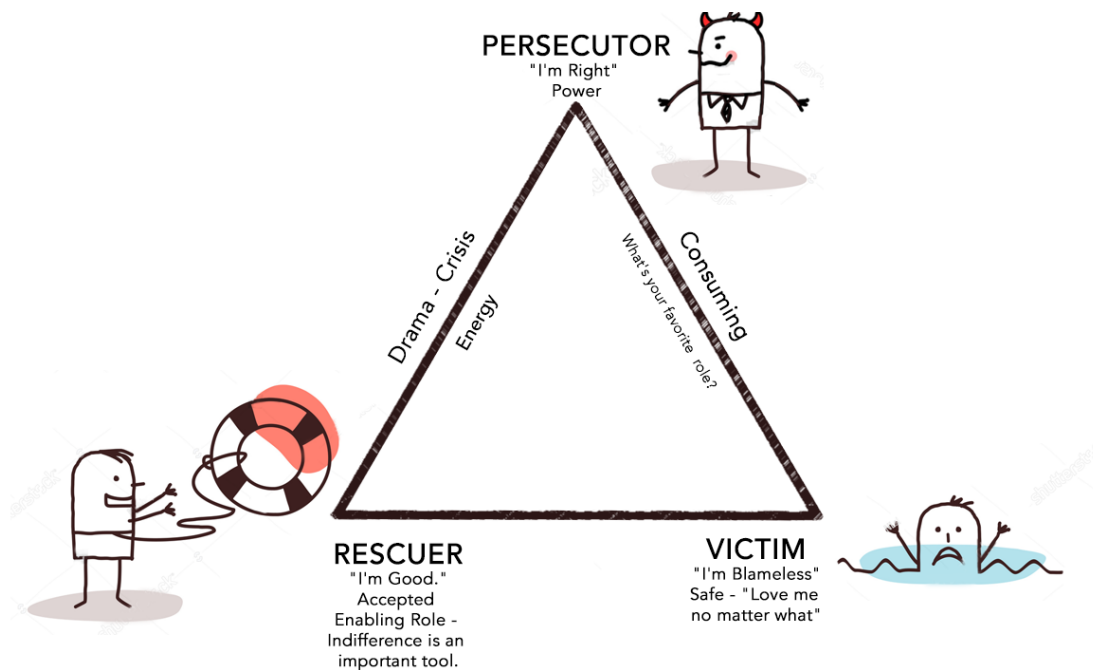 PERSECUTOR
"I'm Right"
Power
Drama - Crisis
Energy
Consuming
What's your favorite role?
RESCUER
"I'm Good."
Accepted
Enabling Role -
Indifference is an
important tool.
VICTIM
"I'm Blameless"
Safe - "Love me
no matter what"